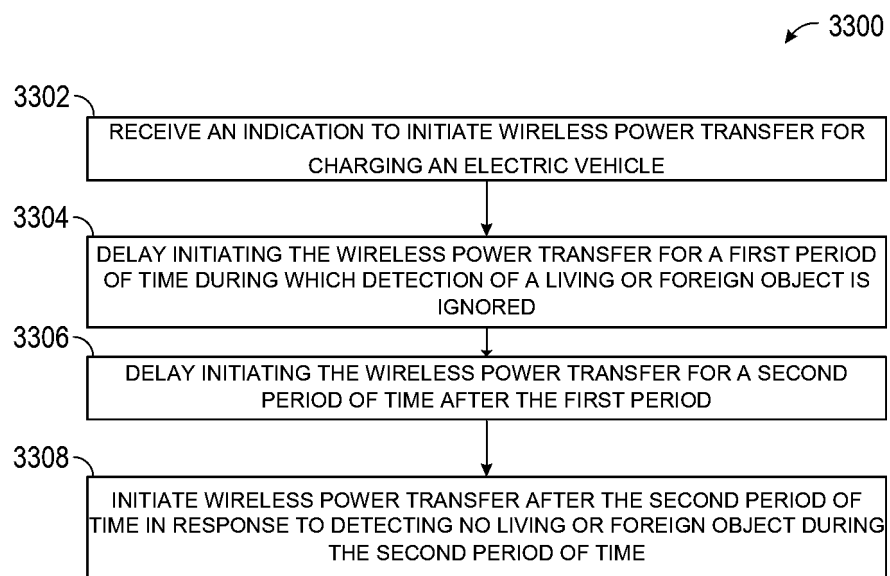 3300
3302
RECEIVE AN INDICATION TO INITIATE WIRELESS POWER TRANSFER FOR
CHARGING AN ELECTRIC VEHICLE
3304
DELAY INITIATING THE WIRELESS POWER TRANSFER FOR A FIRST PERIOD
OF TIME DURING WHICH DETECTION OF A LIVING OR FOREIGN OBJECT IS
IGNORED
3306
DELAY INITIATING THE WIRELESS POWER TRANSFER FOR A SECOND
PERIOD OF TIME AFTER THE FIRST PERIOD
3308
INITIATE WIRELESS POWER TRANSFER AFTER THE SECOND PERIOD OF
TIME IN RESPONSE TO DETECTING NO LIVING OR FOREIGN OBJECT DURING
THE SECOND PERIOD OF TIME